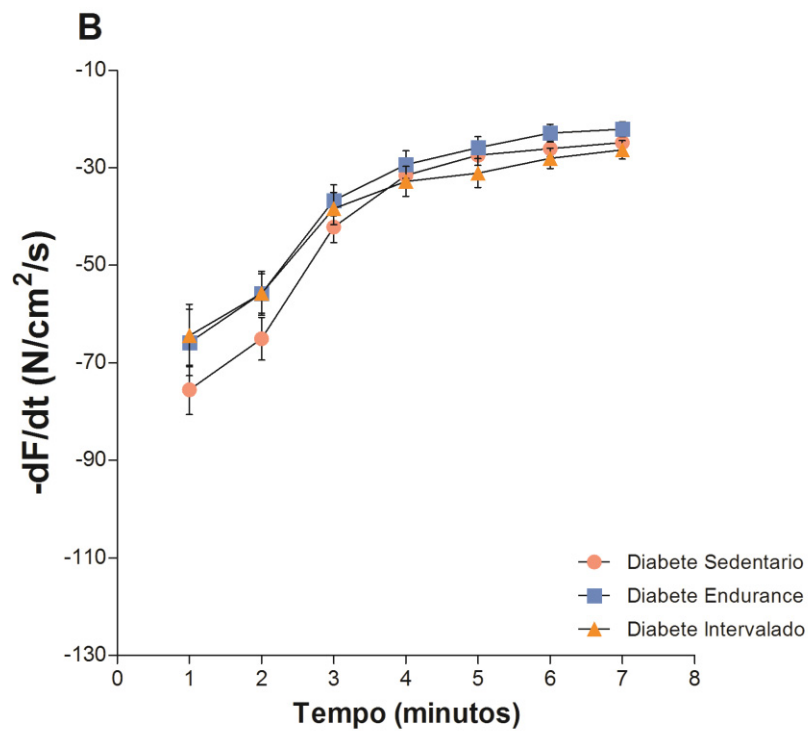 B
-10
-30
-50
-70
-90
-110
-130
-dF/dt (N/cm²/s)
Diabete Sedentario
Diabete Endurance
Diabete Intervalado
0 1 2 3 4 5 6 7 8
Tempo (minutos)